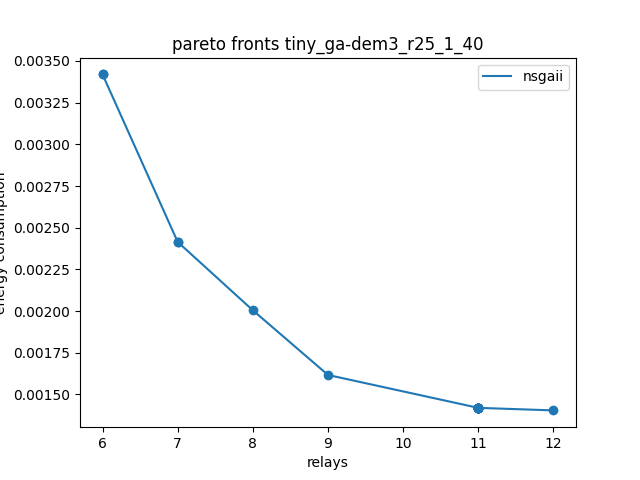 pareto fronts tiny_ga-dem3_r25_1_40
nsgaii
0.00350
0.00325
0.00300
0.00275
0.00250
0.00225
0.00200
0.00175
0.00150
energy consumption
6 7 8 9 10 11 12
relays